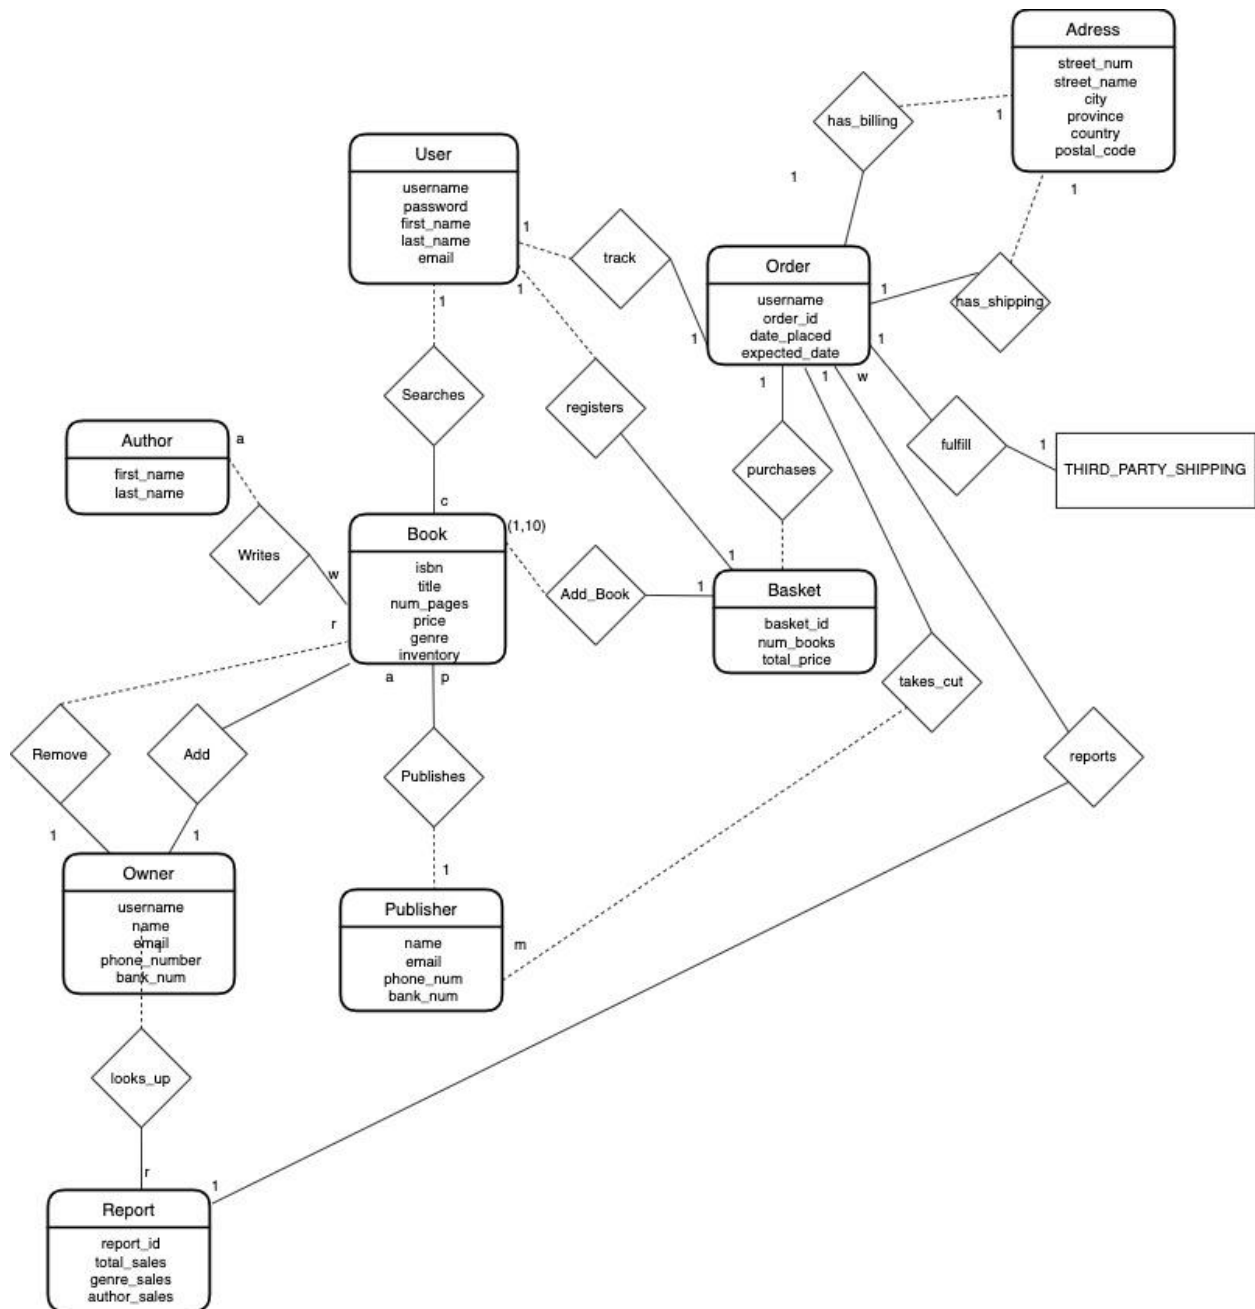 Adress
street_num
street_name
city
province
country
postal_code
has_billing
1
1
1
User
username
password
first_name
last_name
email
1
1
1
track
Order
username
order_id
date_placed
expected_date
1
1
has_shipping
1
1
1
w
Searches
registers
purchases
fulfill
1
THIRD_PARTY_SHIPPING
Author
first_name
last_name
a
Writes
w
c
(1,10)
Book
isbn
title
num_pages
price
genre
inventory
r
a
p
Add_Book
1
1
Basket
basket_id
num_books
total_price
takes_cut
reports
Remove
Add
Publishes
1
1
1
Owner
username
name
email
phone_number
bank_num
1
Publisher
name
email
phone_num
bank_num
m
looks_up
r
1
Report
report_id
total_sales
genre_sales
author_sales